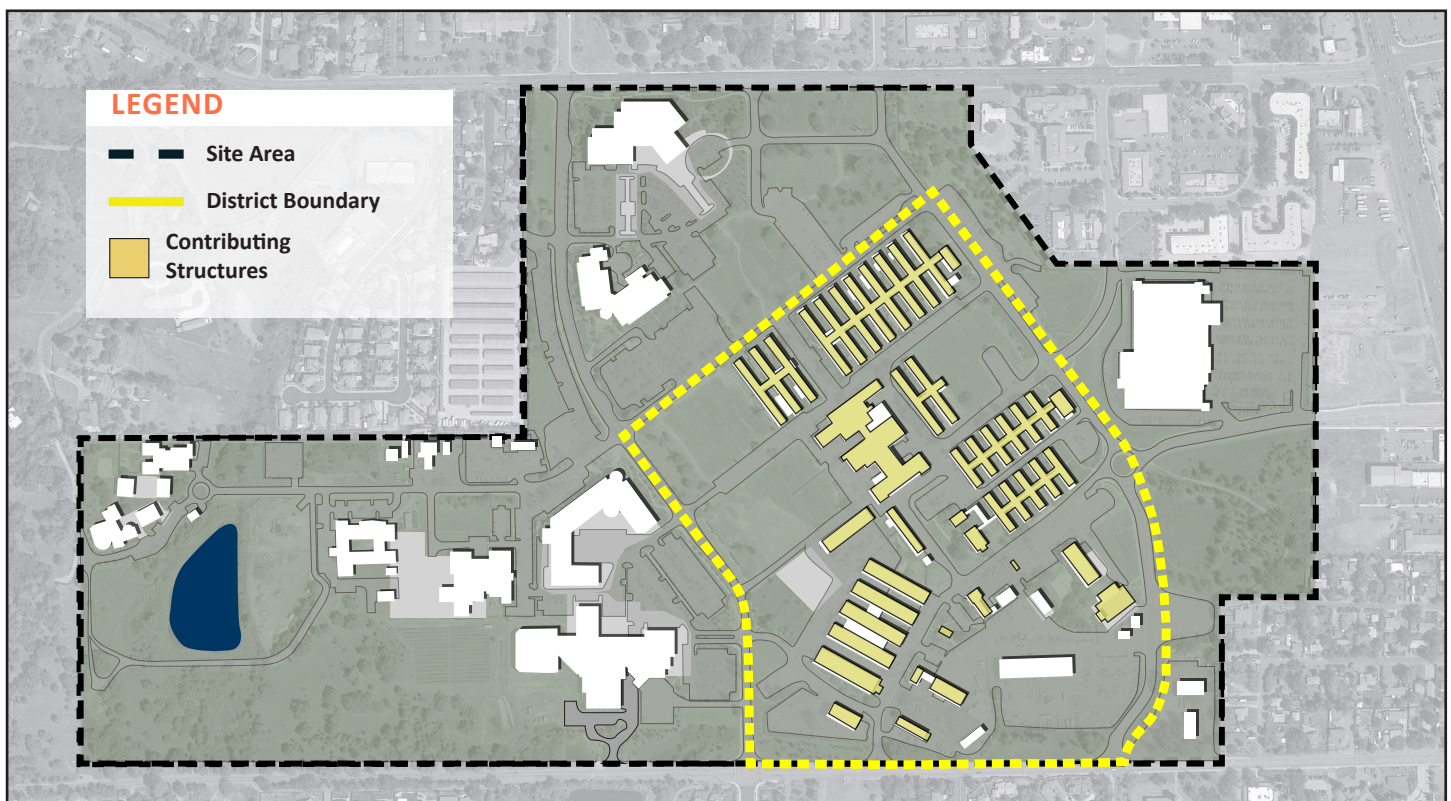 LEGEND
Site Area
District Boundary
Contributing
Structures